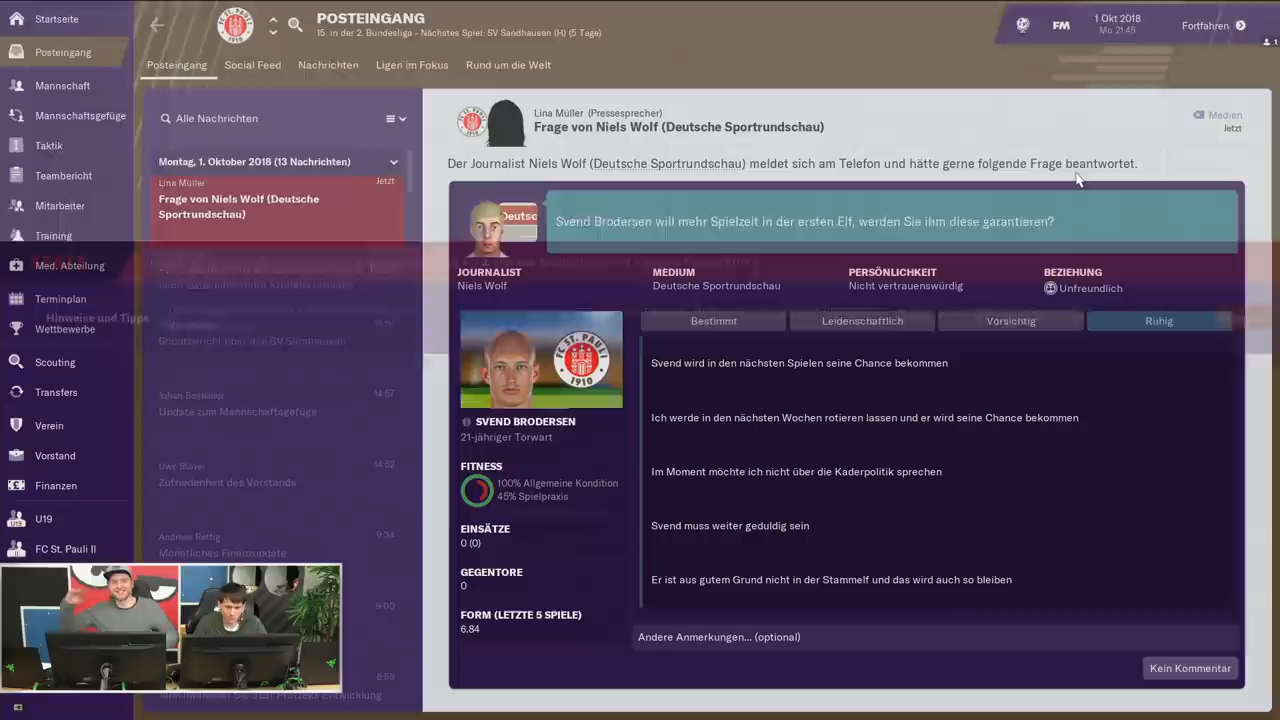 Startseite
Posteingang
Mannschaft
Mannschaftsgefüge
Taktik
Teambericht
Mitarbeiter
Training
Med. Abteilung
Terminplan
Hinweise und Tipps
Wettbewerbe
Scouting
Transfers
Verein
Vorstand
Finanzen
U19
FC St. Pauli II
POSTEINGANG
15. in der 2. Bundesliga - Nächstes Spiel: SV Sandhausen (H) (5 Tage)
FM
1 Okt 2018
Mo 21:45
Fortfahren
1
Posteingang Social Feed Nachrichten Ligen im Fokus Rund um die Welt
Alle Nachrichten
Montag, 1. Oktober 2018 (13 Nachrichten)
Lina Müller
Jetzt
Frage von Niels Wolf (Deutsche
Sportrundschau)
Scoutbericht über den SV Sandhausen
14:57
Update zum Mannschaftsgefüge
Uwe Stöver
14:52
Zufriedenheit des Vorstands
Andreas Rettig
9:34
Monatliches Finanzupdate
9:00
8:55
Lina Müller (Pressesprecher)
Frage von Niels Wolf (Deutsche Sportrundschau)
Medien
Jetzt
Der Journalist Niels Wolf (Deutsche Sportrundschau) meldet sich am Telefon und hätte gerne folgende Frage beantwortet.
Deutsc
Svend Brodersen will mehr Spielzeit in der ersten Elf, werden Sie ihm diese garantieren?
JOURNALIST
Niels Wolf
MEDIUM
Deutsche Sportrundschau
PERSÖNLICHKEIT
Nicht vertrauenswürdig
BEZIEHUNG
Unfreundlich
FC ST. PAULI
1910
Bestimmt Leidenschaftlich Vorsichtig Ruhig
SVEND BRODERSEN
21-jähriger Torwart
FITNESS
100% Allgemeine Kondition
45% Spielpraxis
EINSÄTZE
0 (0)
GEGENTORE
0
FORM (LETZTE 5 SPIELE)
6.84
Svend wird in den nächsten Spielen seine Chance bekommen
Ich werde in den nächsten Wochen rotieren lassen und er wird seine Chance bekommen
Im Moment möchte ich nicht über die Kaderpolitik sprechen
Svend muss weiter geduldig sein
Er ist aus gutem Grund nicht in der Stammelf und das wird auch so bleiben
Andere Anmerkungen... (optional)
Kein Kommentar